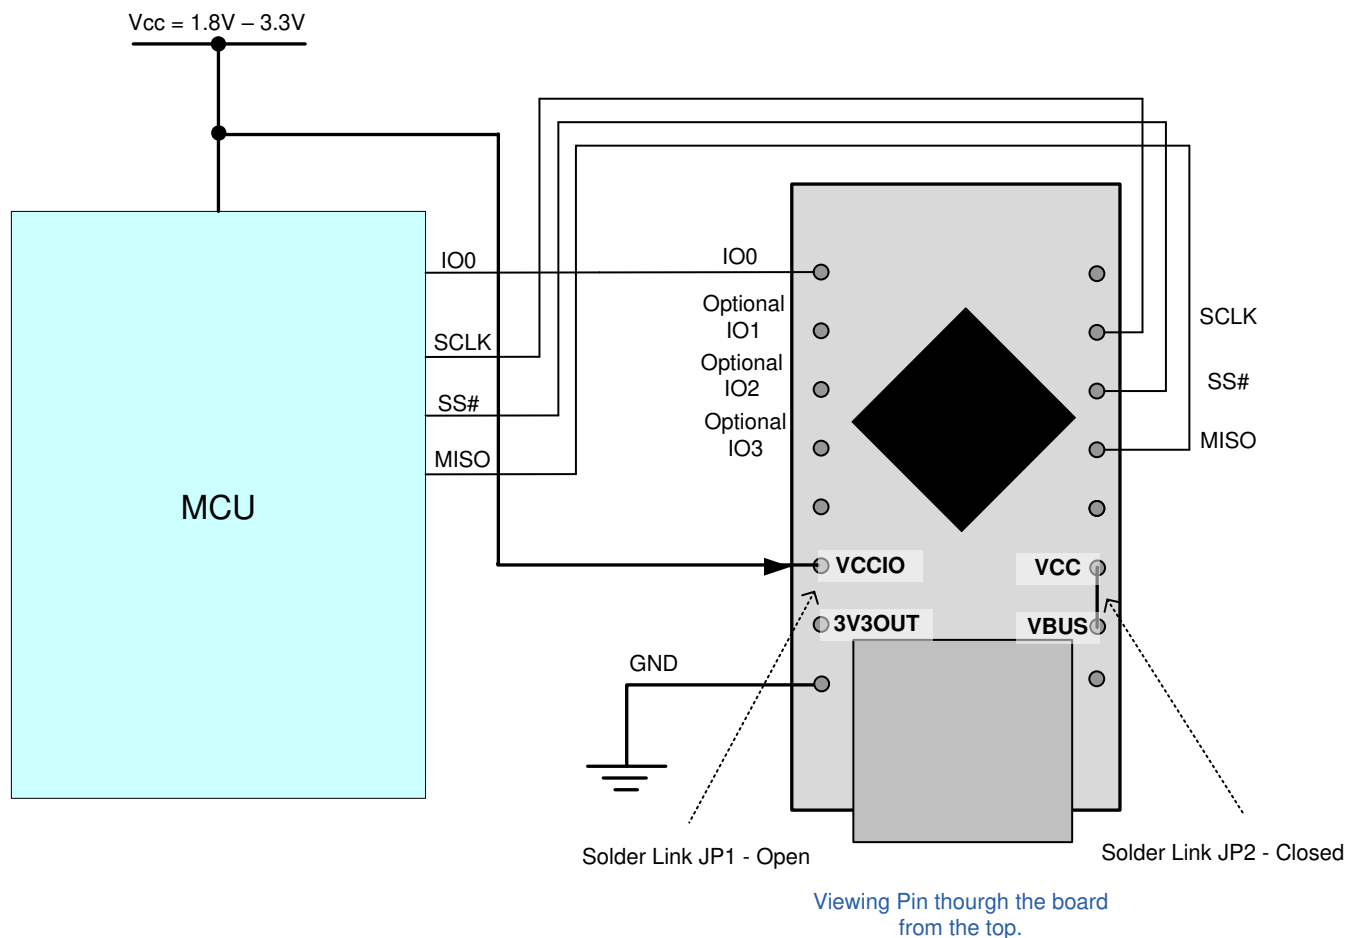 Vcc = 1.8V – 3.3V
IO0
IO0
Optional
IO1
SCLK
SCLK
Optional
IO2
SS#
SS#
Optional
IO3
MISO
MISO
MCU
VCCIO
VCC
3V3OUT
VBUS
GND
Solder Link JP1 - Open
Solder Link JP2 - Closed
Viewing Pin thourgh the board
from the top.